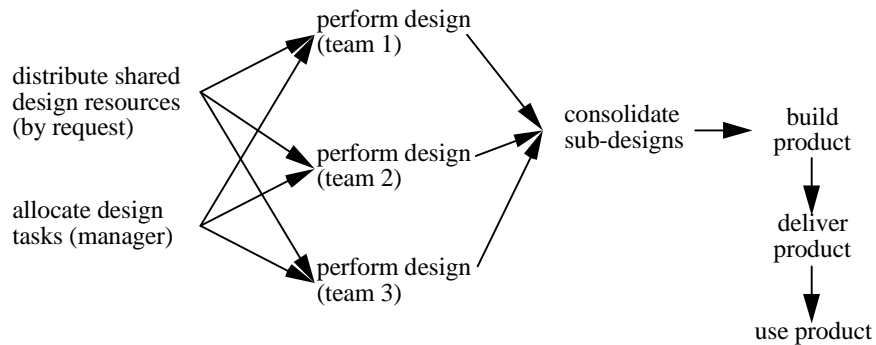 distribute shared
design resources
(by request)
allocate design
tasks (manager)
perform design
(team 1)
perform design
(team 2)
perform design
(team 3)
consolidate
sub-designs
build
product
deliver
product
use product